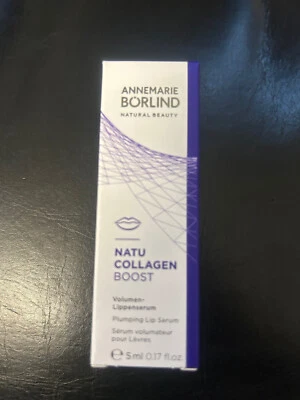 ANNEMARIE
BÖRLIND
NATURAL BEAUTY
NATU
COLLAGEN
BOOST
Volumen-
Lippenserum
Plumping Lip Serum
Sérum volumateur
pour Lèvres
℮ 5 ml 0.17 fl.oz.